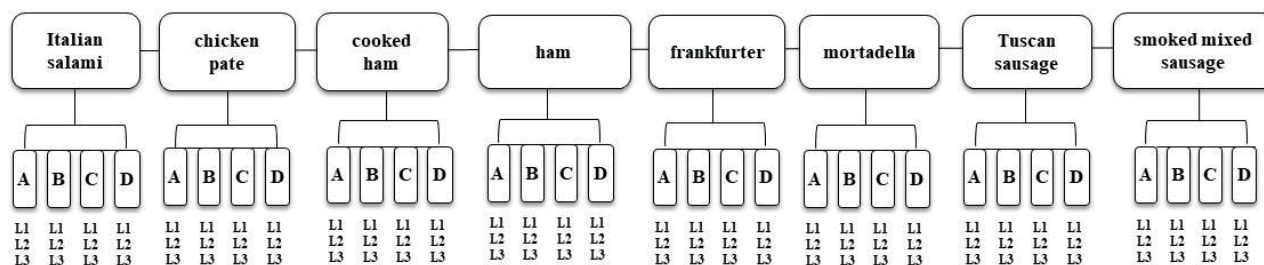 Italian
salami
chicken
pate
cooked
ham
ham
frankfurter
mortadella
Tuscan
sausage
smoked mixed
sausage
A B C D
A B C D
A B C D
A B C D
A B C D
A B C D
A B C D
A B C D
L1 L1 L1 L1
L2 L2 L2 L2
L3 L3 L3 L3
L1 L1 L1 L1
L2 L2 L2 L2
L3 L3 L3 L3
L1 L1 L1 L1
L2 L2 L2 L2
L3 L3 L3 L3
L1 L1 L1 L1
L2 L2 L2 L2
L3 L3 L3 L3
L1 L1 L1 L1
L2 L2 L2 L2
L3 L3 L3 L3
L1 L1 L1 L1
L2 L2 L2 L2
L3 L3 L3 L3
L1 L1 L1 L1
L2 L2 L2 L2
L3 L3 L3 L3
L1 L1 L1 L1
L2 L2 L2 L2
L3 L3 L3 L3